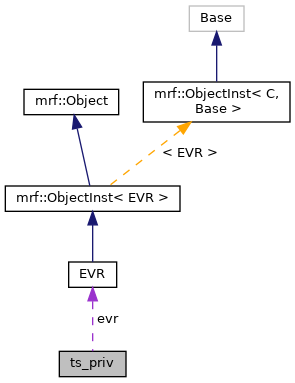 Base
mrf::Object
mrf::ObjectInst< C,
Base >
< EVR >
mrf::ObjectInst< EVR >
EVR
evr
ts_priv